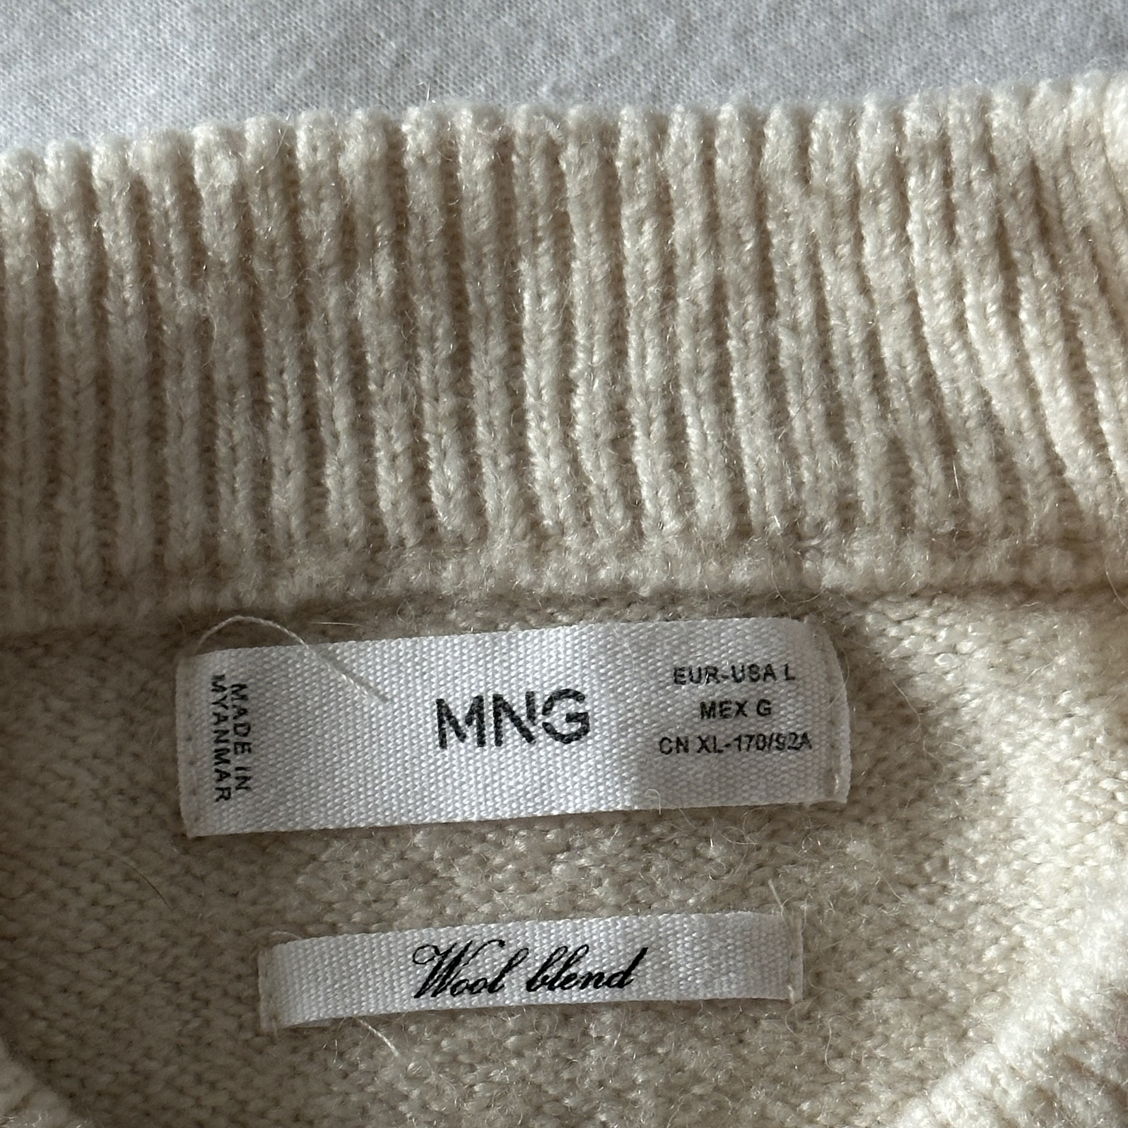 MADE IN
MYANMAR
MNG
EUR-USA L
MEX G
CN XL-170/92A
Wool blend